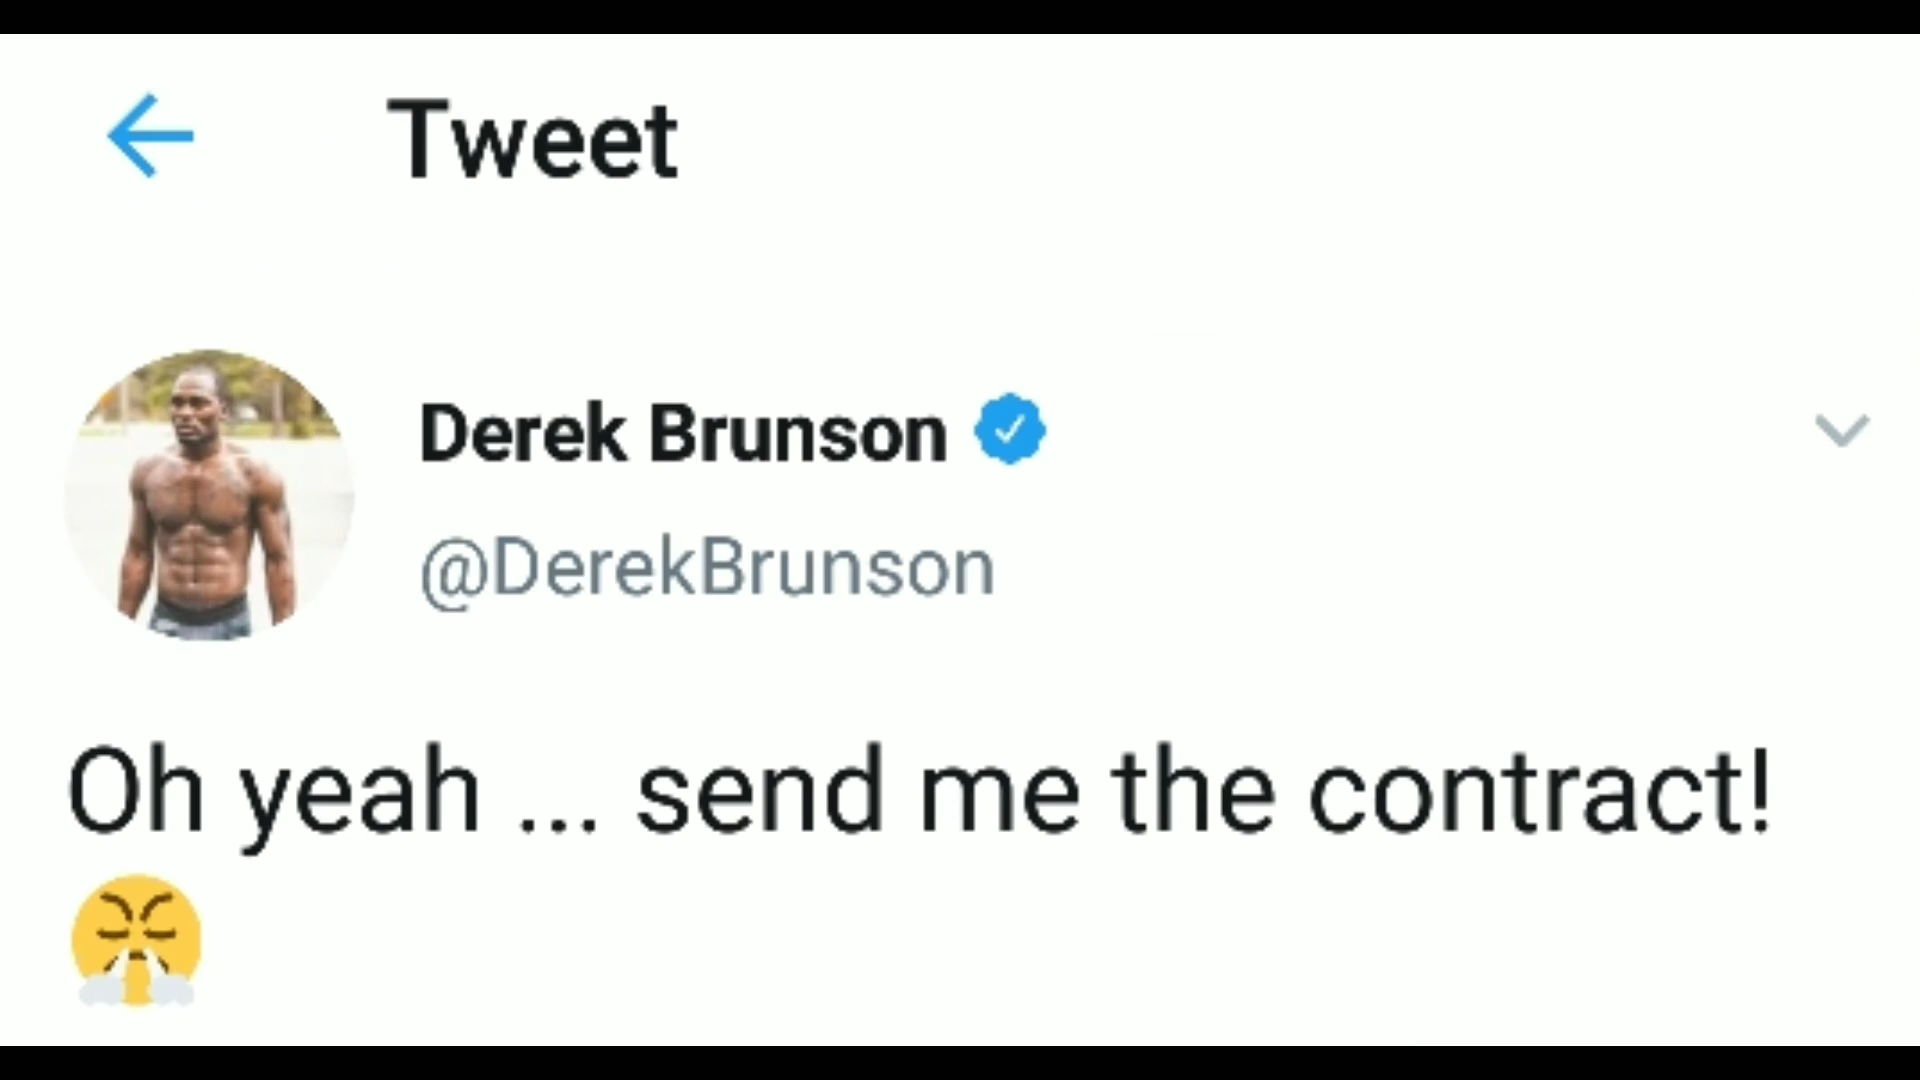 Tweet
Derek Brunson
@DerekBrunson
Oh yeah ... send me the contract!
😤